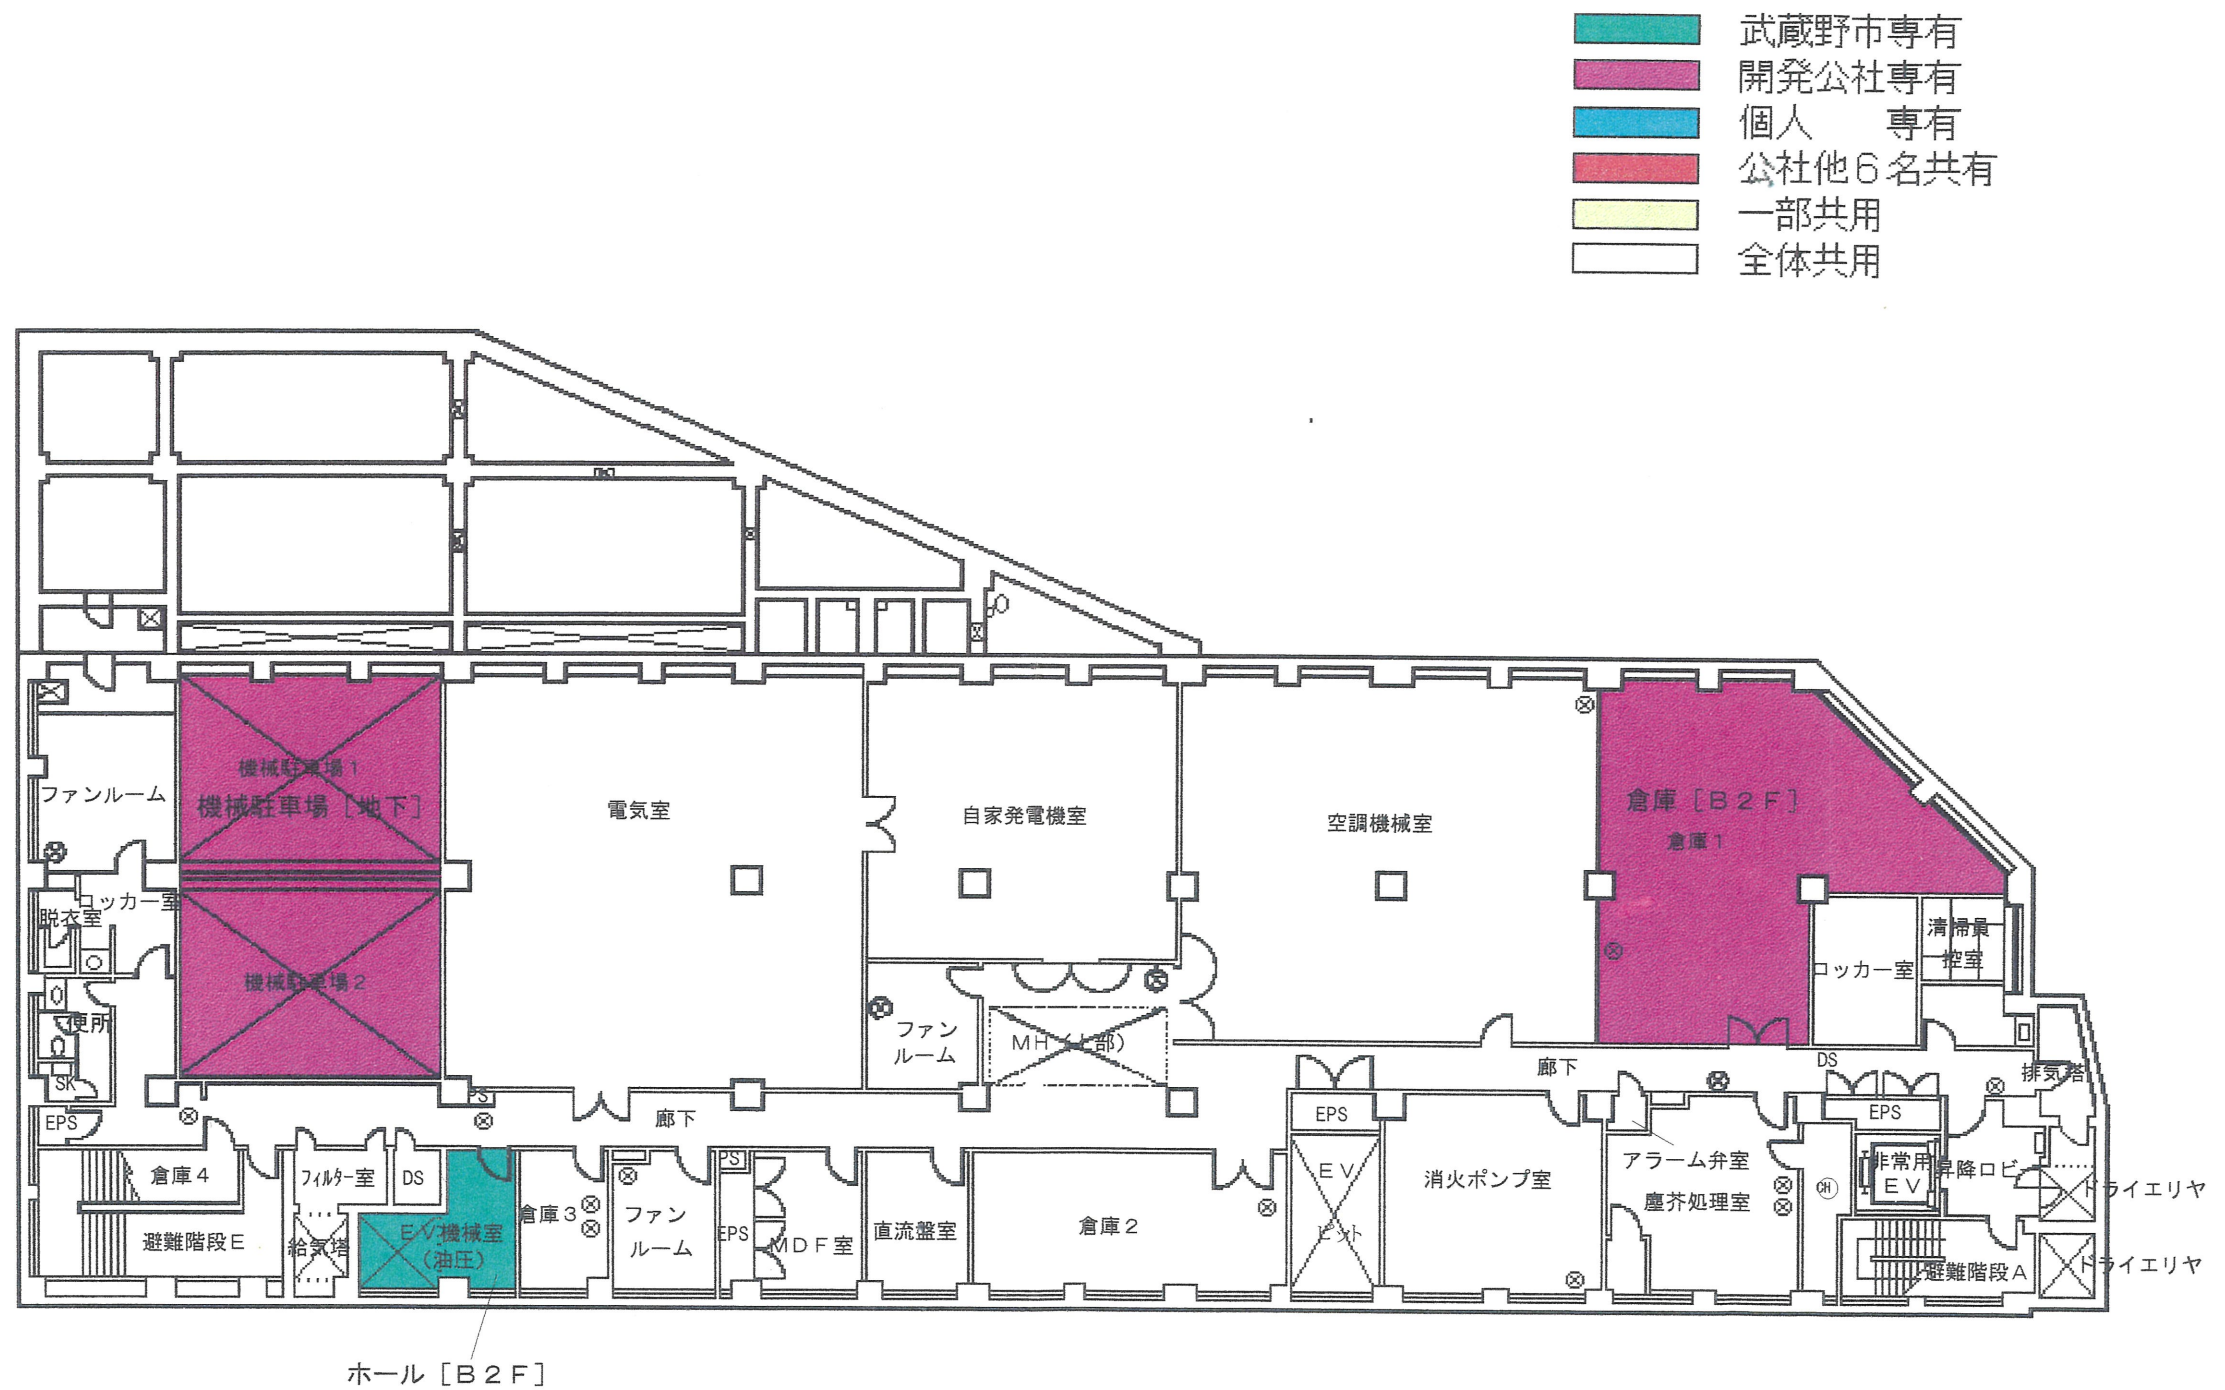 武蔵野市専有
開発公社専有
個人　　専有
公社他６名共有
一部共用
全体共用
機械駐車場１
機械駐車場［地下］
機械駐車場２
ファンルーム
ロッカー室
脱衣室
便所
SK
EPS
電気室
自家発電機室
空調機械室
倉庫［Ｂ２Ｆ］
倉庫１
清掃員
控室
ロッカー室
ファン
ルーム
ＭＨ（上部）
廊下
DS
排気塔
PS
廊下
EPS
EPS
倉庫４
避難階段Ｅ
フィルター室
給気塔
DS
ＥＶ機械室
（油圧）
倉庫３
ファン
ルーム
PS
EPS
ＭＤＦ室
直流盤室
倉庫２
ＥＶ
ピット
消火ポンプ室
アラーム弁室
塵芥処理室
CH
非常用
ＥＶ
昇降ロビー
ドライエリヤ
避難階段Ａ
ドライエリヤ
ホール［Ｂ２Ｆ］